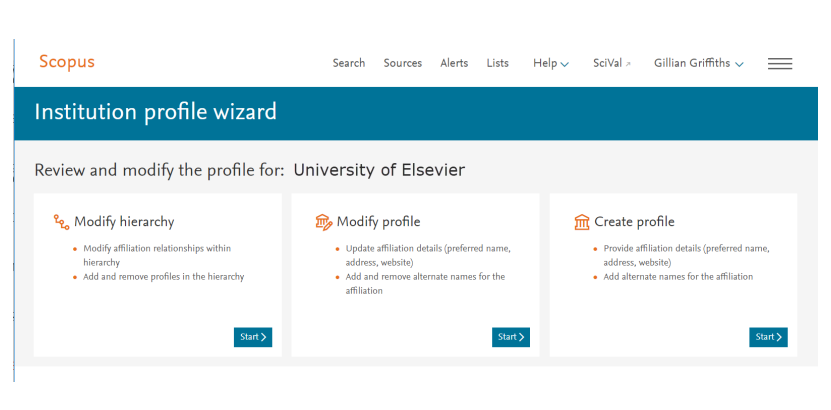 Scopus
Search Sources Alerts Lists Help SciVal Gillian Griffiths
Institution profile wizard
Review and modify the profile for: University of Elsevier
Modify hierarchy
Modify affiliation relationships within
hierarchy
Add and remove profiles in the hierarchy
Start
Modify profile
Update affiliation details (preferred name,
address, website)
Add and remove alternate names for the
affiliation
Start
Create profile
Provide affiliation details (preferred name,
address, website)
Add alternate names for the affiliation
Start